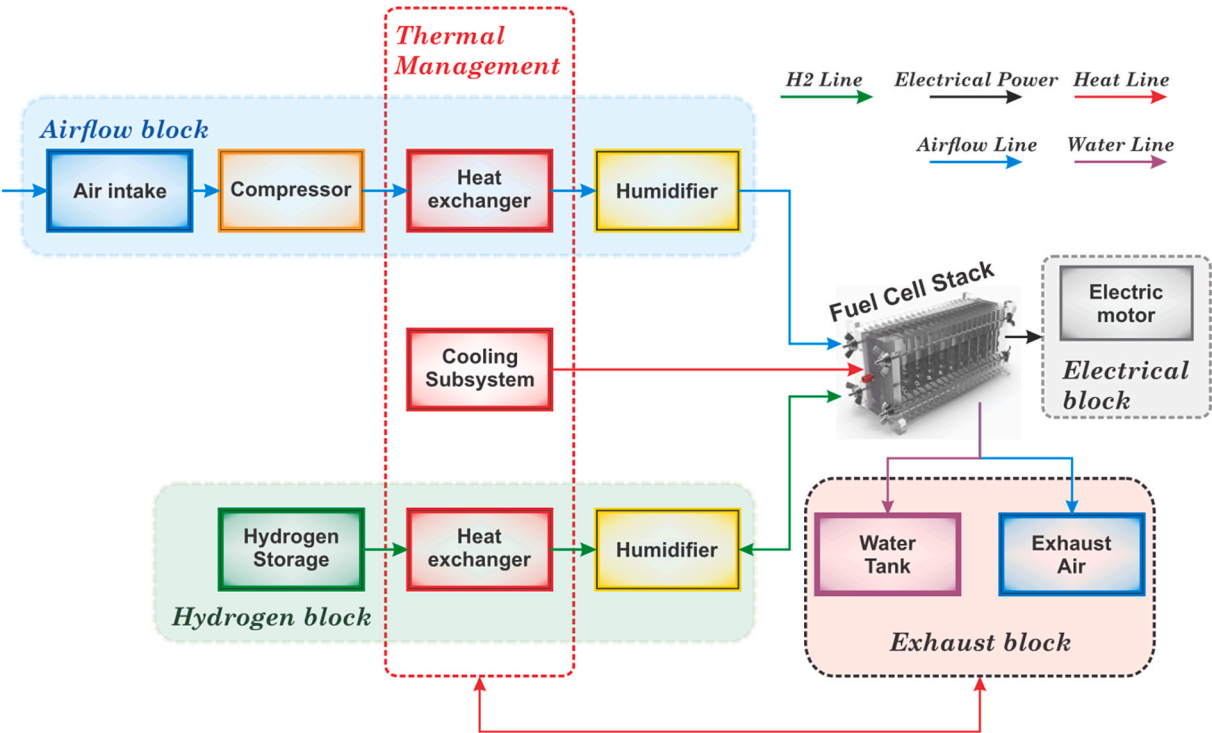 Thermal
Management
H2 Line
Electrical Power
Heat Line
Airflow Line
Water Line
Airflow block
Air intake
Compressor
Heat
exchanger
Humidifier
Fuel Cell Stack
Electric
motor
Electrical
block
Cooling
Subsystem
Hydrogen
Storage
Heat
exchanger
Humidifier
Hydrogen block
Water
Tank
Exhaust
Air
Exhaust block